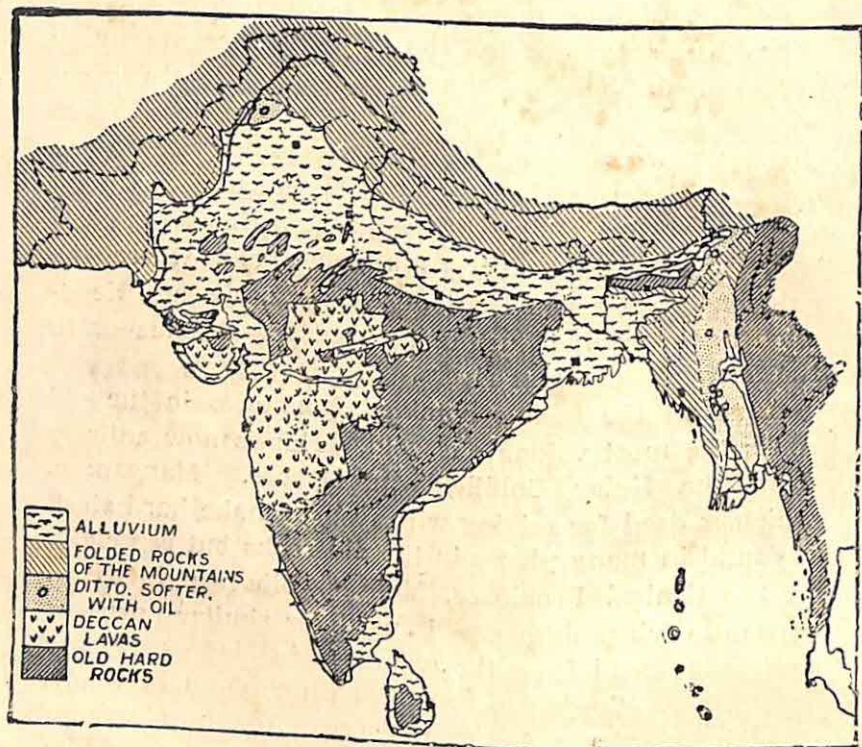 ALLUVIUM
FOLDED ROCKS
OF THE MOUNTAINS
DITTO, SOFTER,
WITH OIL
DECCAN
LAVAS
OLD HARD
ROCKS